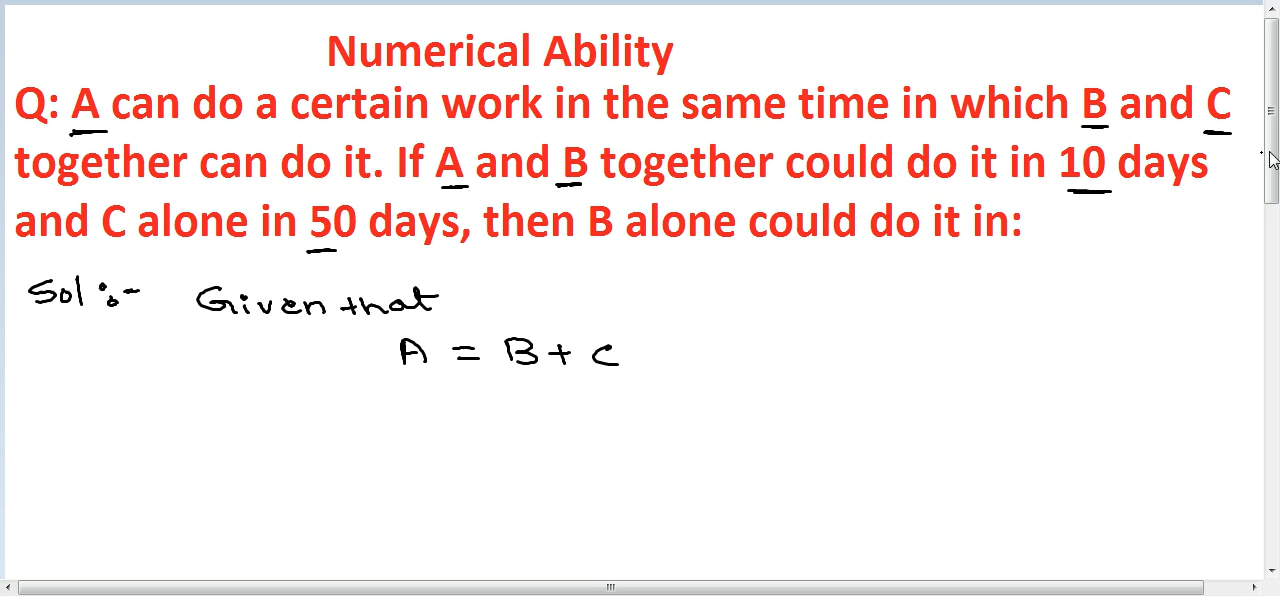 Numerical Ability
Q: A can do a certain work in the same time in which B and C
together can do it. If A and B together could do it in 10 days
and C alone in 50 days, then B alone could do it in:
Sol :- Given that
A = B + C